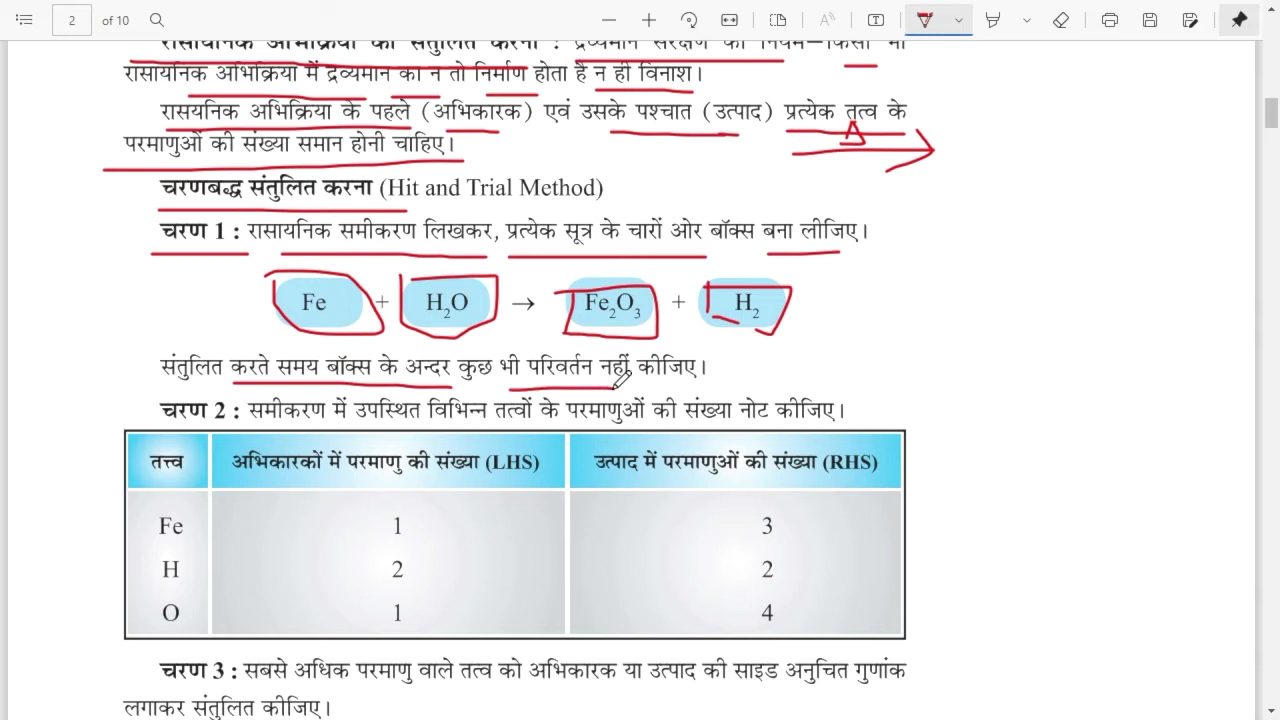 2 of 10
रासायनिक अभिक्रिया को संतुलित करना : द्रव्यमान संरक्षण का नियम–किसी भी
रासायनिक अभिक्रिया में द्रव्यमान का न तो निर्माण होता है न ही विनाश।
रासयनिक अभिक्रिया के पहले (अभिकारक) एवं उसके पश्चात (उत्पाद) प्रत्येक तत्व के
Δ
परमाणुओं की संख्या समान होनी चाहिए।
चरणबद्ध संतुलित करना (Hit and Trial Method)
चरण 1 : रासायनिक समीकरण लिखकर, प्रत्येक सूत्र के चारों ओर बॉक्स बना लीजिए।
Fe + H₂O → Fe₂O₃ + H₂
संतुलित करते समय बॉक्स के अन्दर कुछ भी परिवर्तन नहीं कीजिए।
चरण 2 : समीकरण में उपस्थित विभिन्न तत्वों के परमाणुओं की संख्या नोट कीजिए।
तत्त्व अभिकारकों में परमाणु की संख्या (LHS) उत्पाद में परमाणुओं की संख्या (RHS)
Fe 1 3
H 2 2
O 1 4
चरण 3 : सबसे अधिक परमाणु वाले तत्व को अभिकारक या उत्पाद की साइड अनुचित गुणांक
लगाकर संतुलित कीजिए।